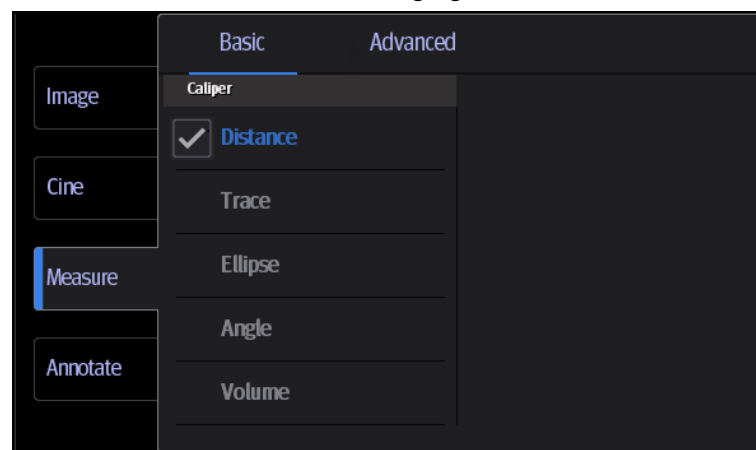 Basic Advanced
Image
Caliper
Distance
Cine
Trace
Measure
Ellipse
Angle
Annotate
Volume